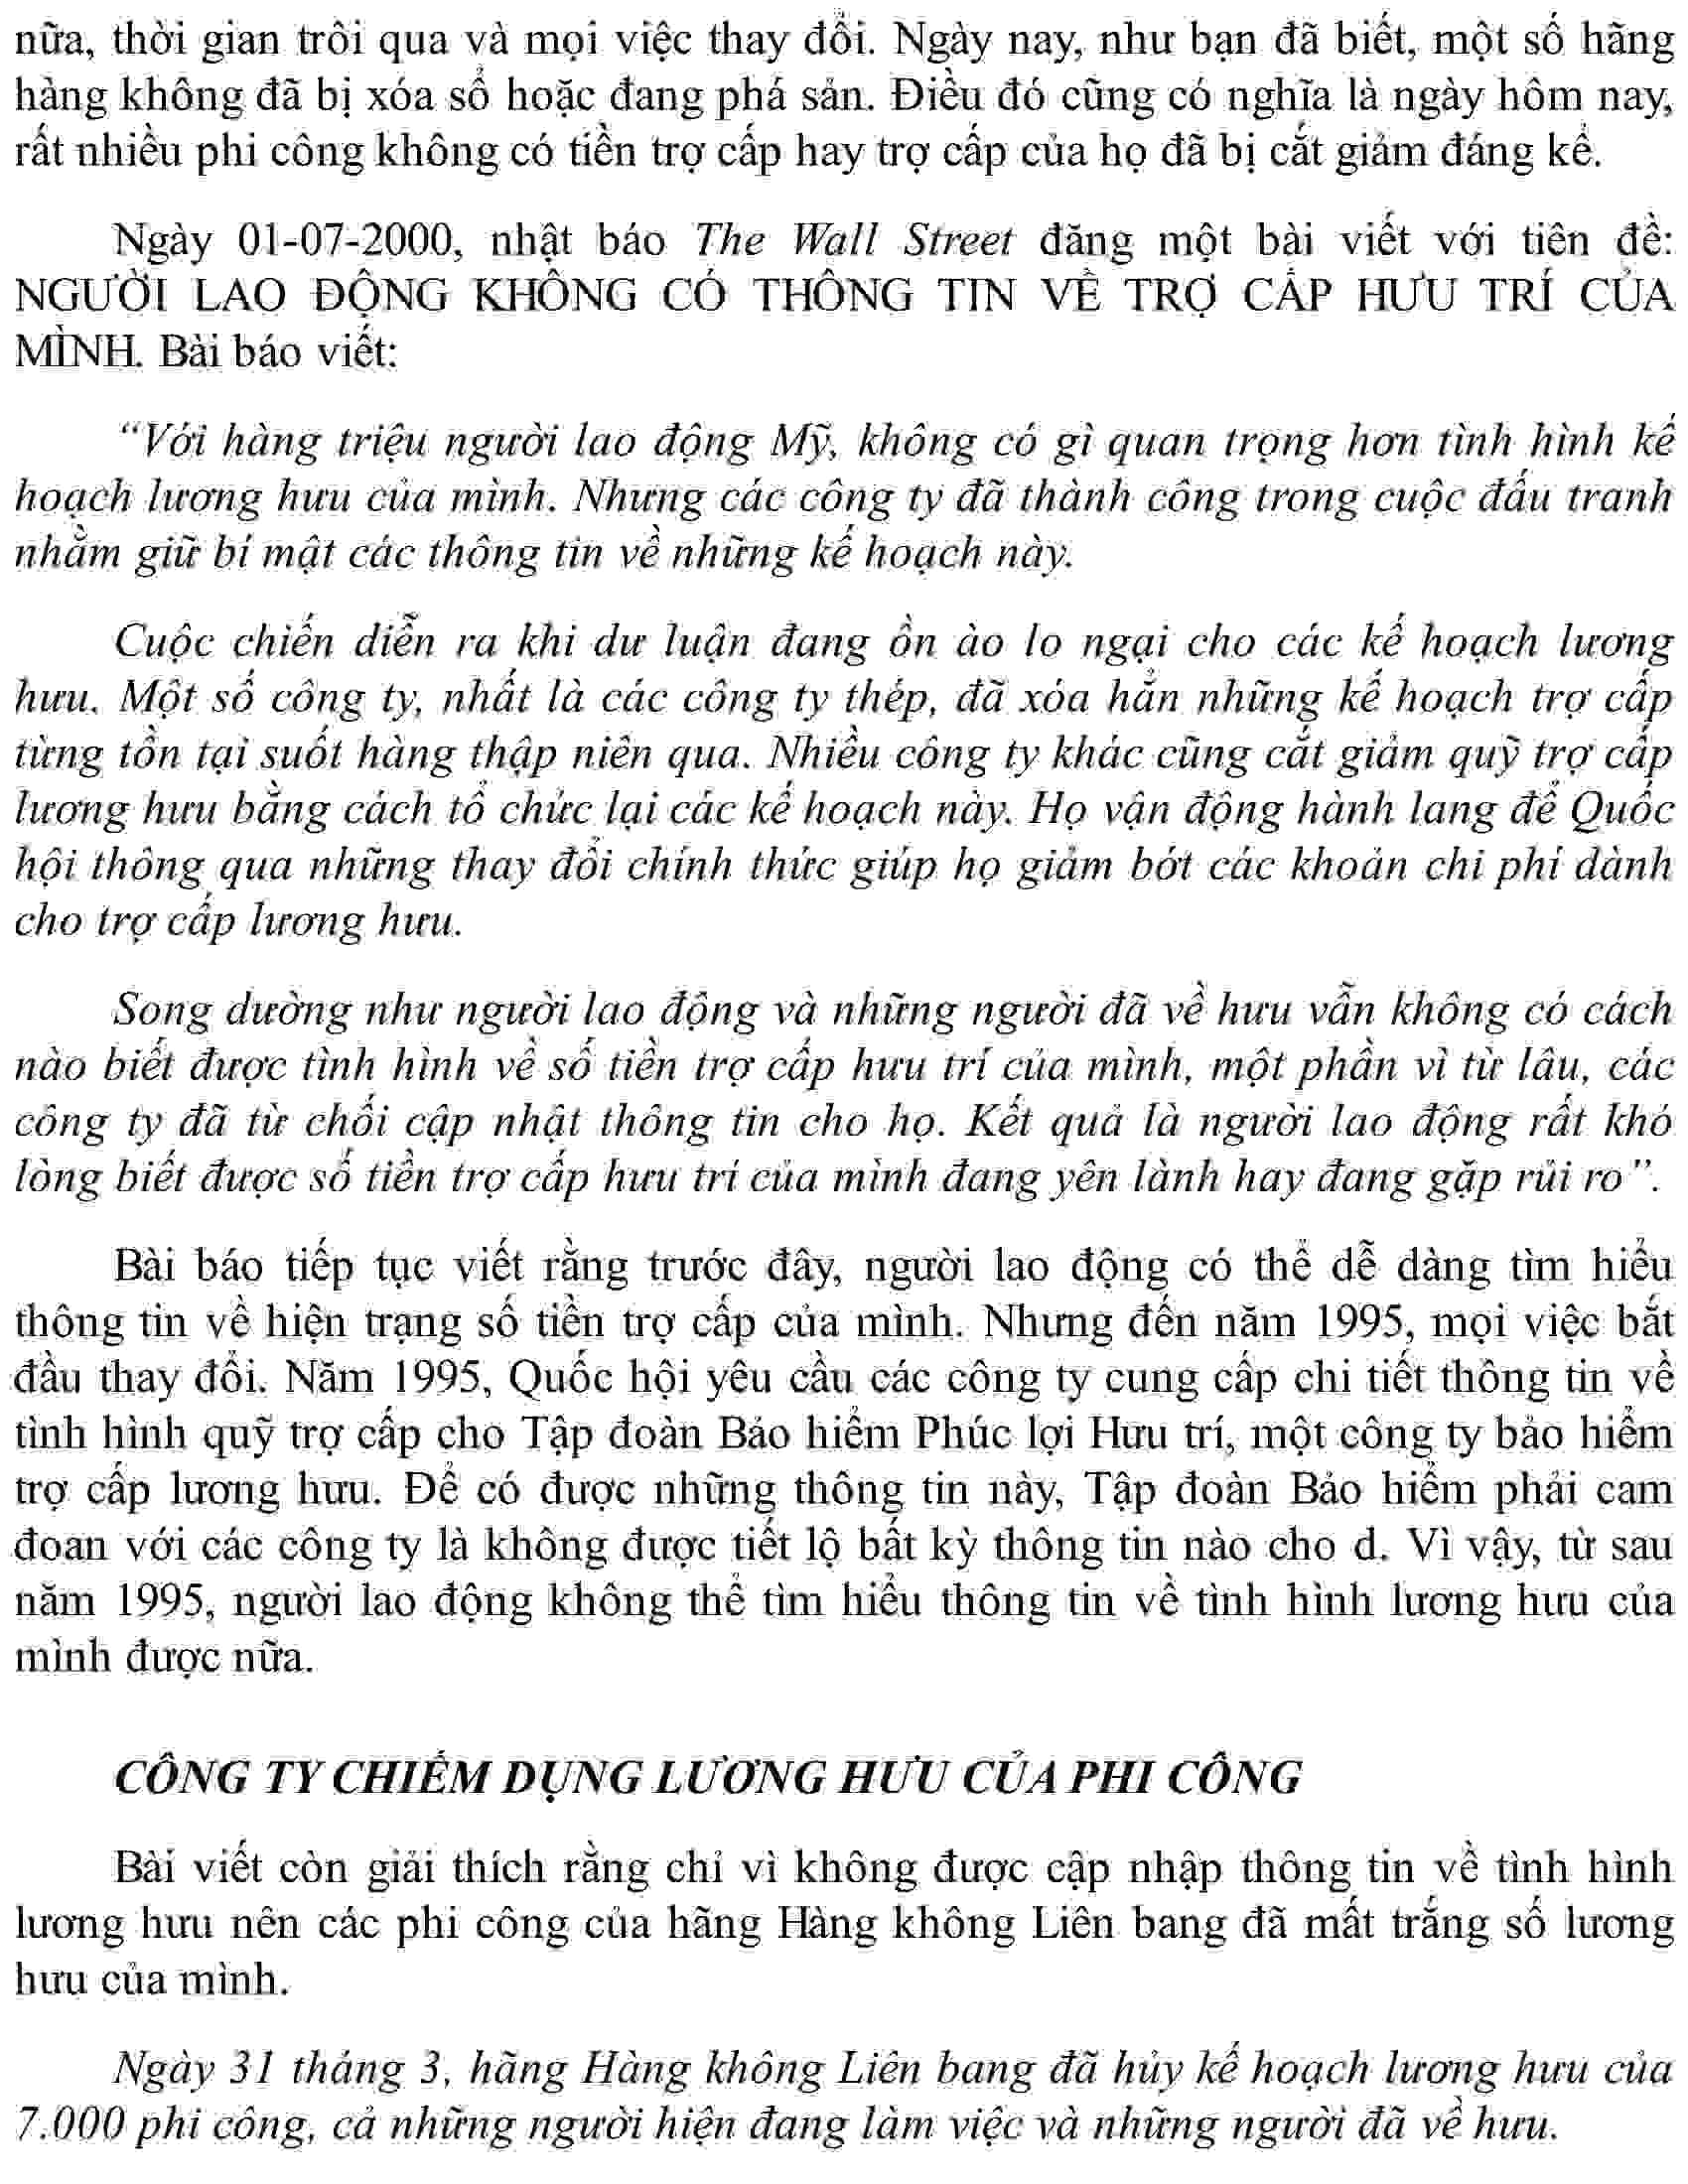 nữa, thời gian trôi qua và mọi việc thay đổi. Ngày nay, như bạn đã biết, một số hãng
hàng không đã bị xóa sổ hoặc đang phá sản. Điều đó cũng có nghĩa là ngày hôm nay,
rất nhiều phi công không có tiền trợ cấp hay trợ cấp của họ đã bị cắt giảm đáng kể.
Ngày 01-07-2000, nhật báo The Wall Street đăng một bài viết với tiên đề:
NGƯỜI LAO ĐỘNG KHÔNG CÓ THÔNG TIN VỀ TRỢ CẤP HƯU TRÍ CỦA
MÌNH. Bài báo viết:
“Với hàng triệu người lao động Mỹ, không có gì quan trọng hơn tình hình kế
hoạch lương hưu của mình. Nhưng các công ty đã thành công trong cuộc đấu tranh
nhằm giữ bí mật các thông tin về những kế hoạch này.
Cuộc chiến diễn ra khi dư luận đang ồn ào lo ngại cho các kế hoạch lương
hưu. Một số công ty, nhất là các công ty thép, đã xóa hẳn những kế hoạch trợ cấp
từng tồn tại suốt hàng thập niên qua. Nhiều công ty khác cũng cắt giảm quỹ trợ cấp
lương hưu bằng cách tổ chức lại các kế hoạch này. Họ vận động hành lang để Quốc
hội thông qua những thay đổi chính thức giúp họ giảm bớt các khoản chi phí dành
cho trợ cấp lương hưu.
Song dường như người lao động và những người đã về hưu vẫn không có cách
nào biết được tình hình về số tiền trợ cấp hưu trí của mình, một phần vì từ lâu, các
công ty đã từ chối cập nhật thông tin cho họ. Kết quả là người lao động rất khó
lòng biết được số tiền trợ cấp hưu trí của mình đang yên lành hay đang gặp rủi ro”.
Bài báo tiếp tục viết rằng trước đây, người lao động có thể dễ dàng tìm hiểu
thông tin về hiện trạng số tiền trợ cấp của mình. Nhưng đến năm 1995, mọi việc bắt
đầu thay đổi. Năm 1995, Quốc hội yêu cầu các công ty cung cấp chi tiết thông tin về
tình hình quỹ trợ cấp cho Tập đoàn Bảo hiểm Phúc lợi Hưu trí, một công ty bảo hiểm
trợ cấp lương hưu. Để có được những thông tin này, Tập đoàn Bảo hiểm phải cam
đoan với các công ty là không được tiết lộ bất kỳ thông tin nào cho d. Vì vậy, từ sau
năm 1995, người lao động không thể tìm hiểu thông tin về tình hình lương hưu của
mình được nữa.
CÔNG TY CHIẾM DỤNG LƯƠNG HƯU CỦA PHI CÔNG
Bài viết còn giải thích rằng chỉ vì không được cập nhập thông tin về tình hình
lương hưu nên các phi công của hãng Hàng không Liên bang đã mất trắng số lương
hưu của mình.
Ngày 31 tháng 3, hãng Hàng không Liên bang đã hủy kế hoạch lương hưu của
7.000 phi công, cả những người hiện đang làm việc và những người đã về hưu.